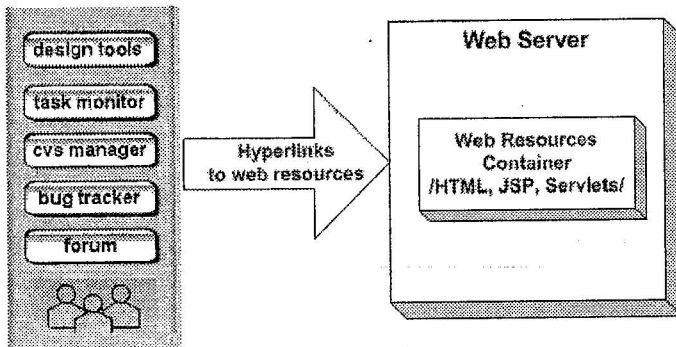 design tools
task monitor
cvs manager
bug tracker
forum
Hyperlinks
to web resources
Web Server
Web Resources
Container
/HTML, JSP, Servlets/